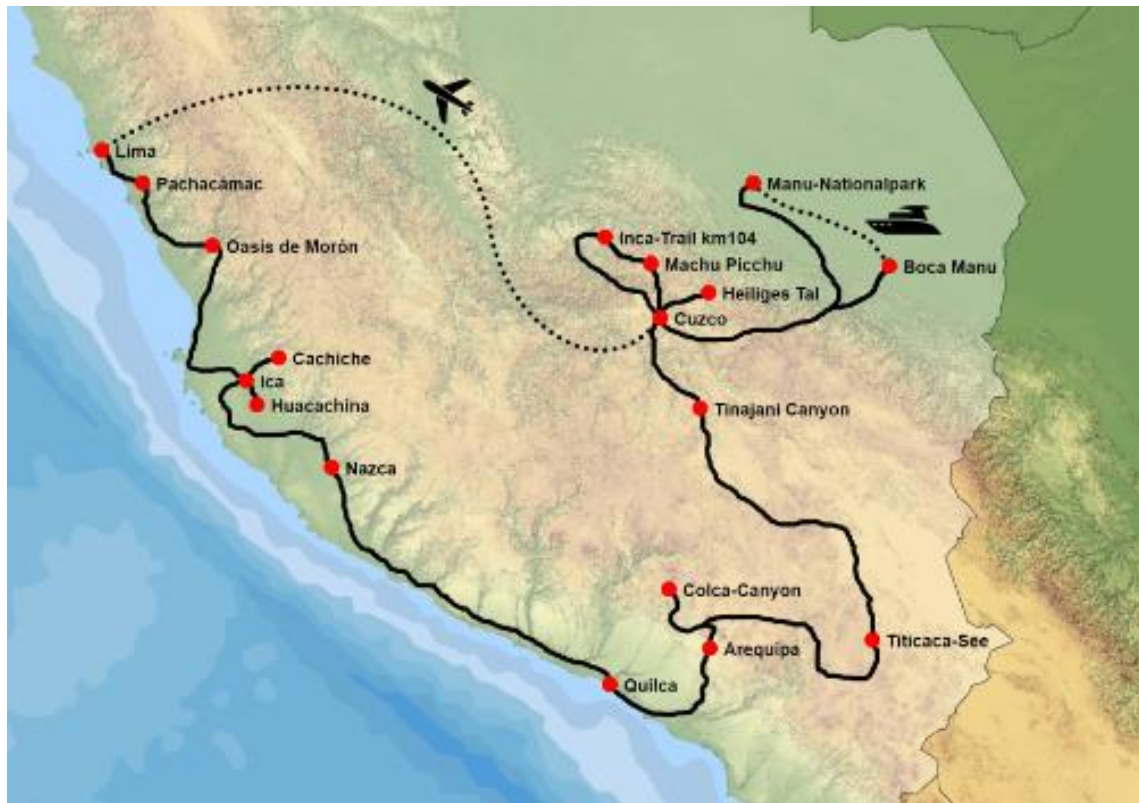 Lima
Pachacámac
Manu-Nationalpark
Inca-Trail km104
Oasis de Morón
Machu Picchu
Boca Manu
Heiliges Tal
Cuzco
Cachiche
Ica
Huacachina
Tinajani Canyon
Nazca
Colca-Canyon
Titicaca-See
Arequipa
Quilca